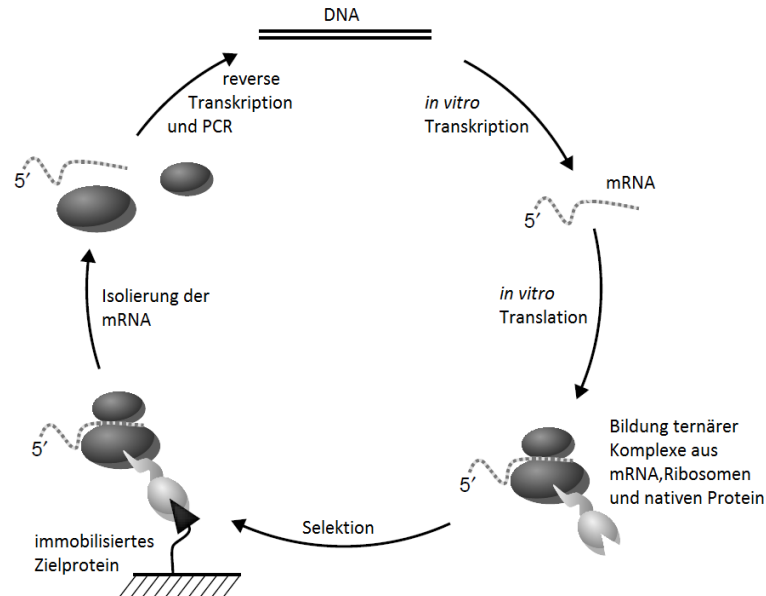 DNA
in vitro
Transkription
mRNA
5′
in vitro
Translation
Bildung ternärer
Komplexe aus
mRNA,Ribosomen
und nativen Protein
5′
Selektion
immobilisiertes
Zielprotein
5′
Isolierung der
mRNA
5′
reverse
Transkription
und PCR